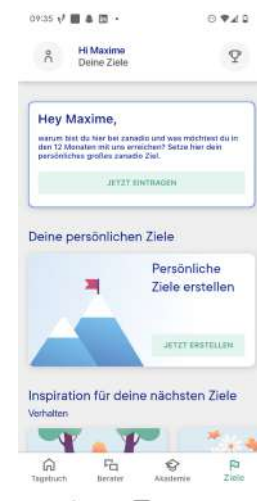 09:35
Hi Maxime
Deine Ziele
Hey Maxime,
warum bist du hier bei zanadio und was möchtest du in
den 12 Monaten mit uns erreichen? Setze hier dein
persönliches großes zanadio Ziel.
JETZT EINTRAGEN
Deine persönlichen Ziele
Persönliche
Ziele erstellen
JETZT ERSTELLEN
Inspiration für deine nächsten Ziele
Verhalten
Tagebuch Berater Akademie Ziele